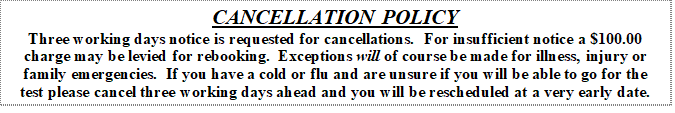 CANCELLATION POLICY
Three working days notice is requested for cancellations. For insufficient notice a $100.00
charge may be levied for rebooking. Exceptions will of course be made for illness, injury or
family emergencies. If you have a cold or flu and are unsure if you will be able to go for the
test please cancel three working days ahead and you will be rescheduled at a very early date.